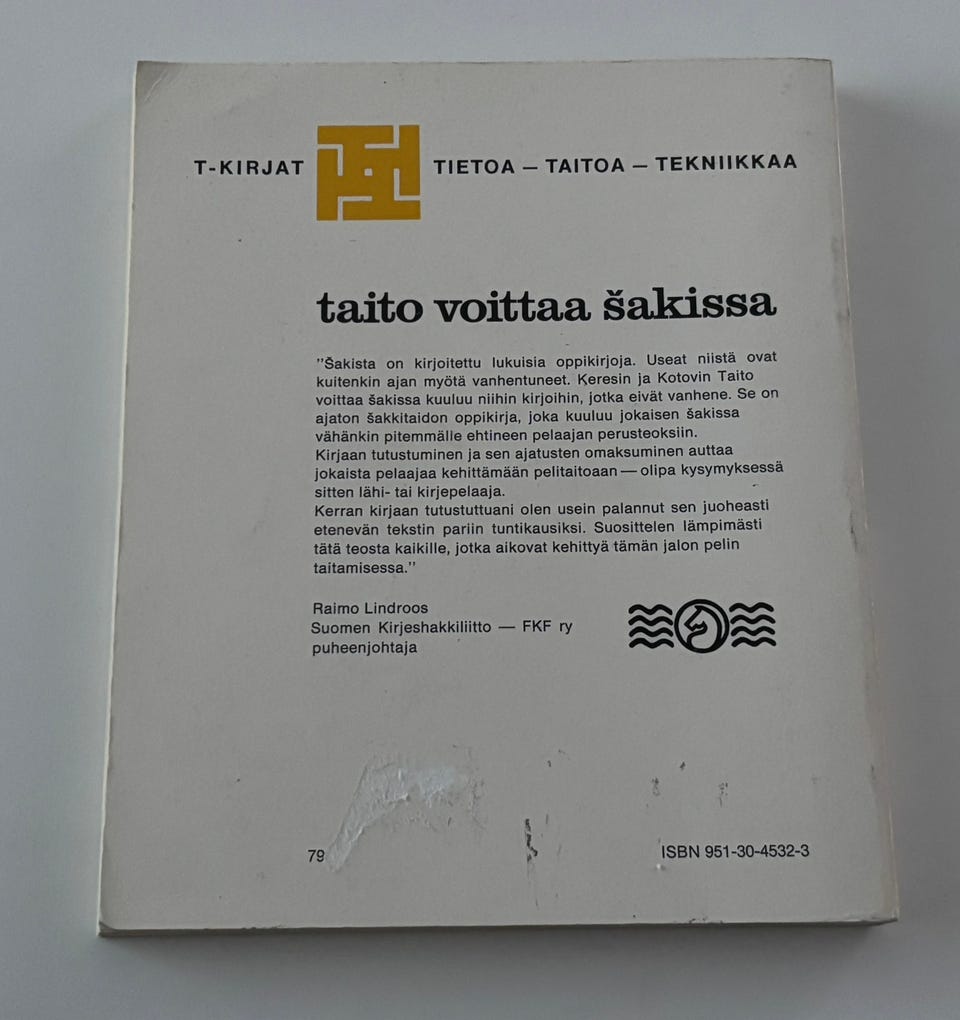 T-KIRJAT TIETOA — TAITOA — TEKNIIKKAA
taito voittaa šakissa
"Šakista on kirjoitettu lukuisia oppikirjoja. Useat niistä ovat
kuitenkin ajan myötä vanhentuneet. Keresin ja Kotovin Taito
voittaa šakissa kuuluu niihin kirjoihin, jotka eivät vanhene. Se on
ajaton šakkitaidon oppikirja, joka kuuluu jokaisen šakissa
vähänkin pitemmälle ehtineen pelaajan perusteoksiin.
Kirjaan tutustuminen ja sen ajatusten omaksuminen auttaa
jokaista pelaajaa kehittämään pelitaitoaan — olipa kysymyksessä
sitten lähi- tai kirjepelaaja.
Kerran kirjaan tutustuttuani olen usein palannut sen juoheasti
etenevän tekstin pariin tuntikausiksi. Suosittelen lämpimästi
tätä teosta kaikille, jotka aikovat kehittyä tämän jalon pelin
taitamisessa."
Raimo Lindroos
Suomen Kirjeshakkiliitto — FKF ry
puheenjohtaja
79 ISBN 951-30-4532-3